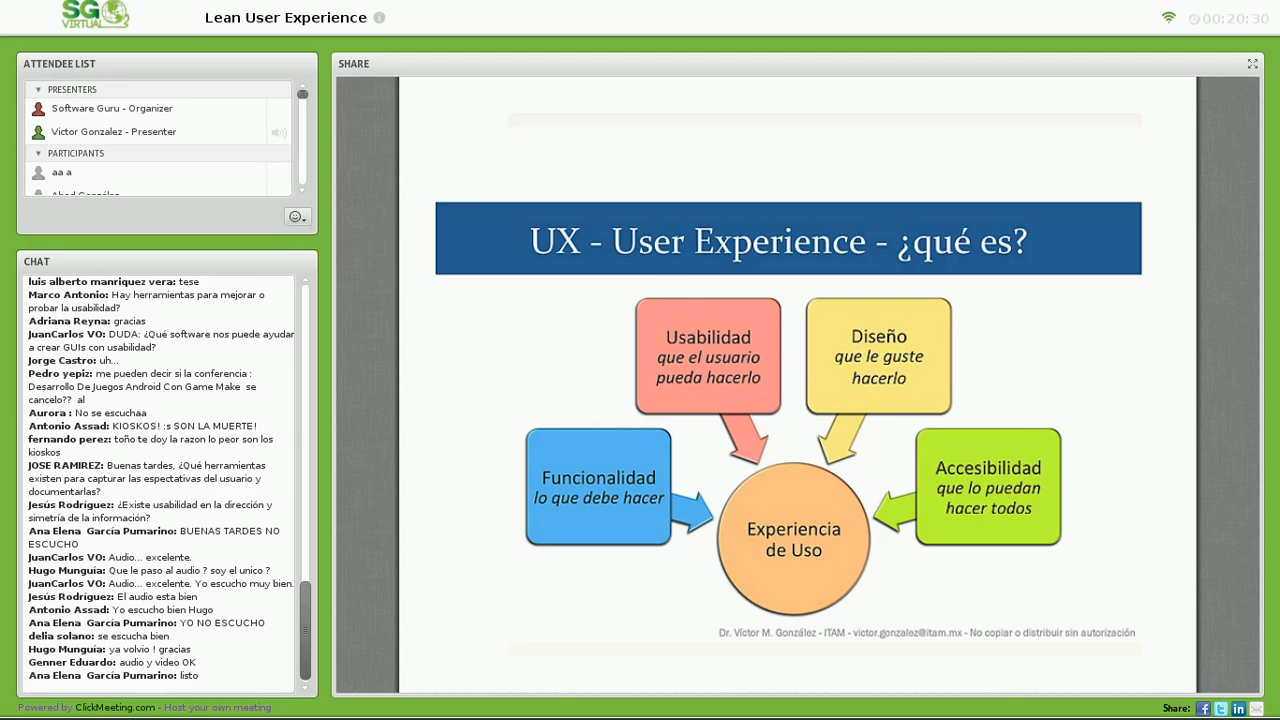 SG
VIRTUAL
Lean User Experience
00:20:30
ATTENDEE LIST
PRESENTERS
Software Guru - Organizer
Victor Gonzalez - Presenter
PARTICIPANTS
aa a
CHAT
luis alberto manriquez vera: tese
Marco Antonio: Hay herramientas para mejorar o
probar la usabilidad?
Adriana Reyna: gracias
JuanCarlos VO: DUDA: ¿Qué software nos puede ayudar
a crear GUIs con usabilidad?
Jorge Castro: uh...
Pedro yepiz: me pueden decir si la conferencia :
Desarrollo De Juegos Android Con Game Make se
cancelo?? al
Aurora : No se escuchaa
Antonio Assad: KIOSKOS! :s SON LA MUERTE!
fernando perez: toño te doy la razon lo peor son los
kioskos
JOSE RAMIREZ: Buenas tardes, ¿Qué herramientas
existen para capturar las espectativas del usuario y
documentarlas?
Jesús Rodríguez: ¿Existe usabilidad en la dirección y
simetría de la información?
Ana Elena García Pumarino: BUENAS TARDES NO
ESCUCHO
JuanCarlos VO: Audio... excelente.
Hugo Munguía: Que le paso al audio ? soy el unico ?
JuanCarlos VO: Audio... excelente. Yo escucho muy bien.
Jesús Rodríguez: El audio esta bien
Antonio Assad: Yo escucho bien Hugo
Ana Elena García Pumarino: YO NO ESCUCHO
delia solano: se escucha bien
Hugo Munguía: ya volvio ! gracias
Genner Eduardo: audio y video OK
Ana Elena García Pumarino: listo
SHARE
UX - User Experience - ¿qué es?
Usabilidad
que el usuario
pueda hacerlo
Diseño
que le guste
hacerlo
Funcionalidad
lo que debe hacer
Accesibilidad
que lo puedan
hacer todos
Experiencia
de Uso
Dr. Víctor M. González - ITAM - victor.gonzalez@itam.mx - No copiar o distribuir sin autorización
Powered by ClickMeeting.com - Host your own meeting
Share: